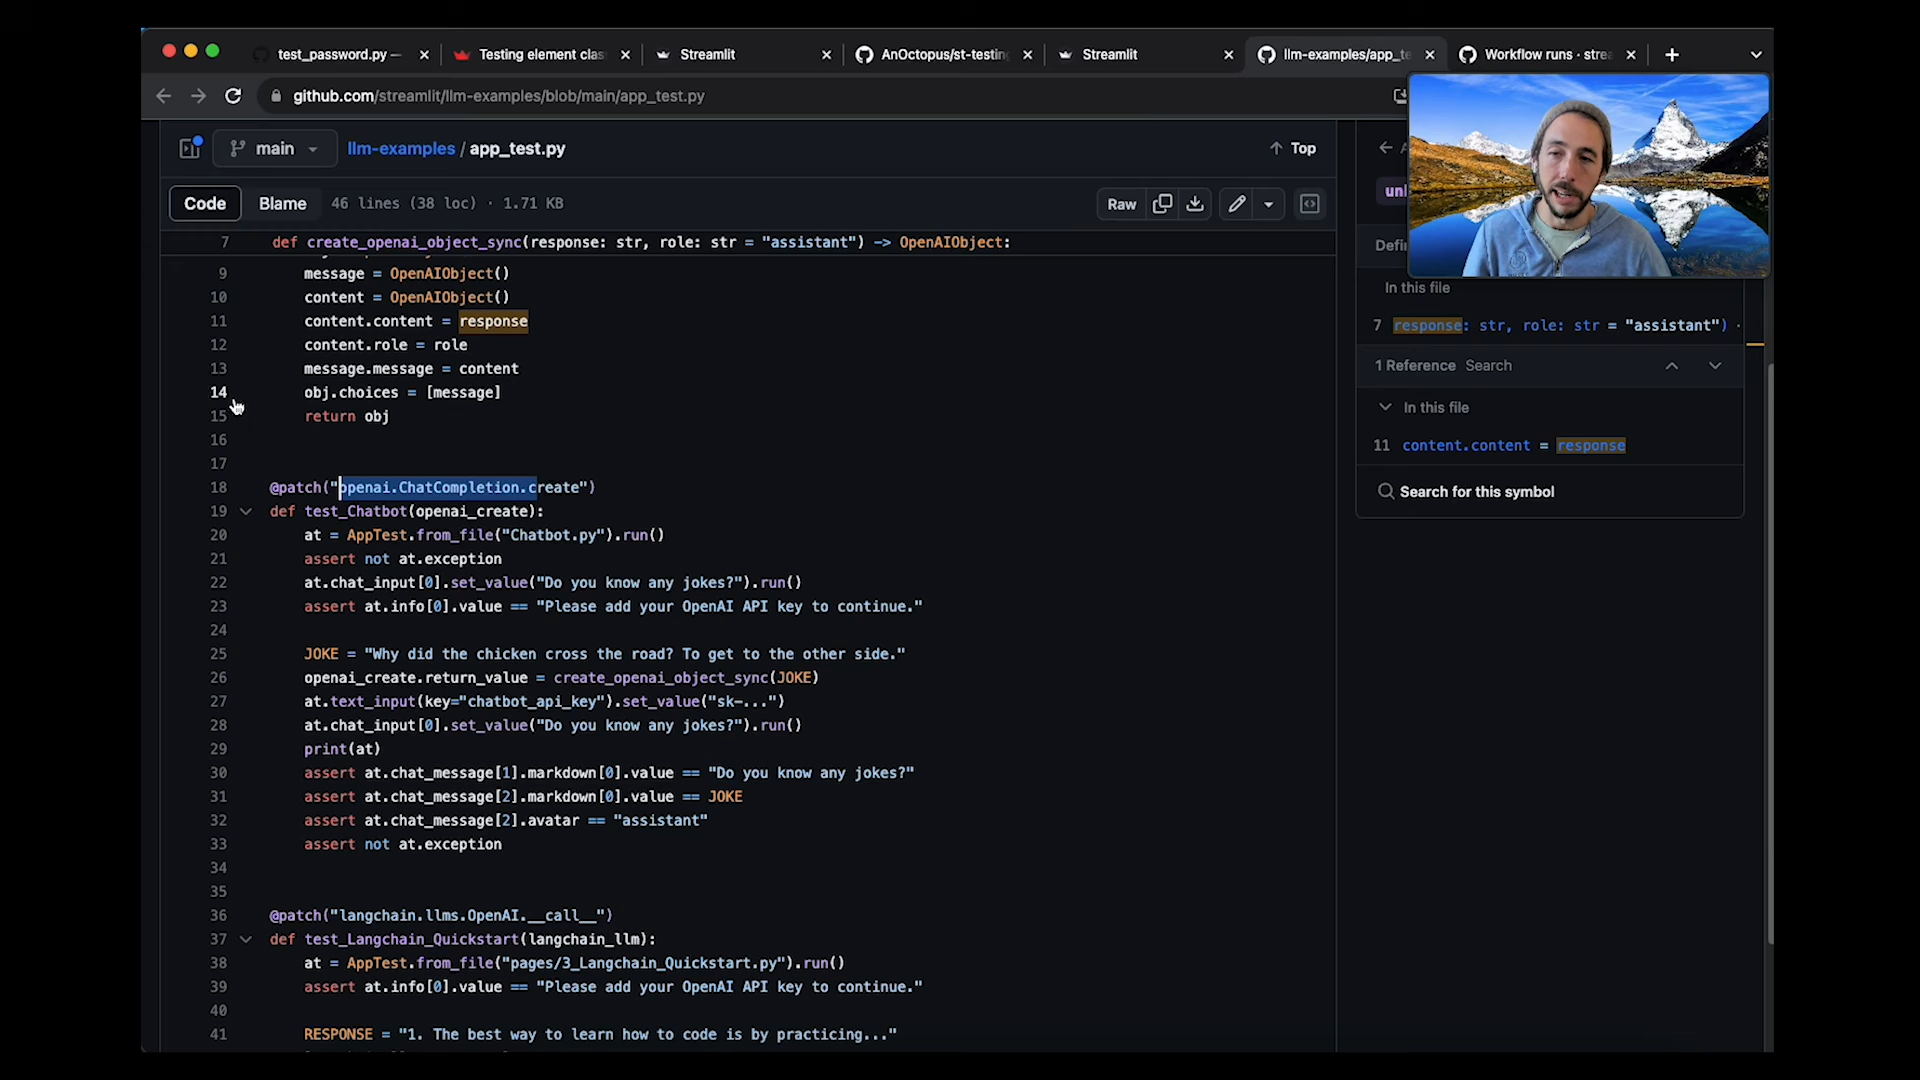 test_password.py —
Testing element clas
Streamlit
AnOctopus/st-testing
Streamlit
llm-examples/app_te
Workflow runs · strea
github.com/streamlit/llm-examples/blob/main/app_test.py
main
llm-examples / app_test.py
Top
Code
Blame
46 lines (38 loc) · 1.71 KB
Raw
7 def create_openai_object_sync(response: str, role: str = "assistant") -> OpenAIObject:
9 message = OpenAIObject()
10 content = OpenAIObject()
11 content.content = response
12 content.role = role
13 message.message = content
14 obj.choices = [message]
15 return obj
16
17
18 @patch("openai.ChatCompletion.create")
19 def test_Chatbot(openai_create):
20 at = AppTest.from_file("Chatbot.py").run()
21 assert not at.exception
22 at.chat_input[0].set_value("Do you know any jokes?").run()
23 assert at.info[0].value == "Please add your OpenAI API key to continue."
24
25 JOKE = "Why did the chicken cross the road? To get to the other side."
26 openai_create.return_value = create_openai_object_sync(JOKE)
27 at.text_input(key="chatbot_api_key").set_value("sk-...")
28 at.chat_input[0].set_value("Do you know any jokes?").run()
29 print(at)
30 assert at.chat_message[1].markdown[0].value == "Do you know any jokes?"
31 assert at.chat_message[2].markdown[0].value == JOKE
32 assert at.chat_message[2].avatar == "assistant"
33 assert not at.exception
34
35
36 @patch("langchain.llms.OpenAI.__call__")
37 def test_Langchain_Quickstart(langchain_llm):
38 at = AppTest.from_file("pages/3_Langchain_Quickstart.py").run()
39 assert at.info[0].value == "Please add your OpenAI API key to continue."
40
41 RESPONSE = "1. The best way to learn how to code is by practicing..."
In this file
7 response: str, role: str = "assistant") ·
1 Reference Search
In this file
11 content.content = response
Search for this symbol